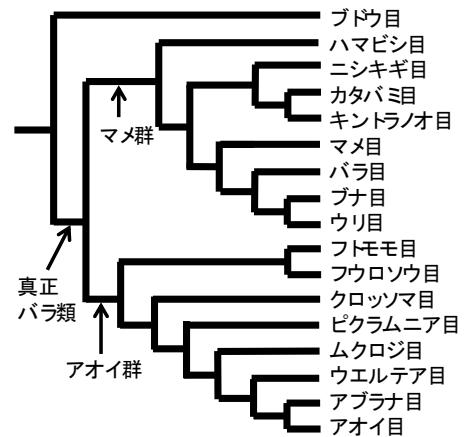 ブドウ目
ハマビシ目
ニシキギ目
カタバミ目
キントラノオ目
マメ群
マメ目
バラ目
ブナ目
ウリ目
フトモモ目
フウロソウ目
真正
バラ類
クロッソマ目
ピクラムニア目
ムクロジ目
アオイ群
ウエルテア目
アブラナ目
アオイ目